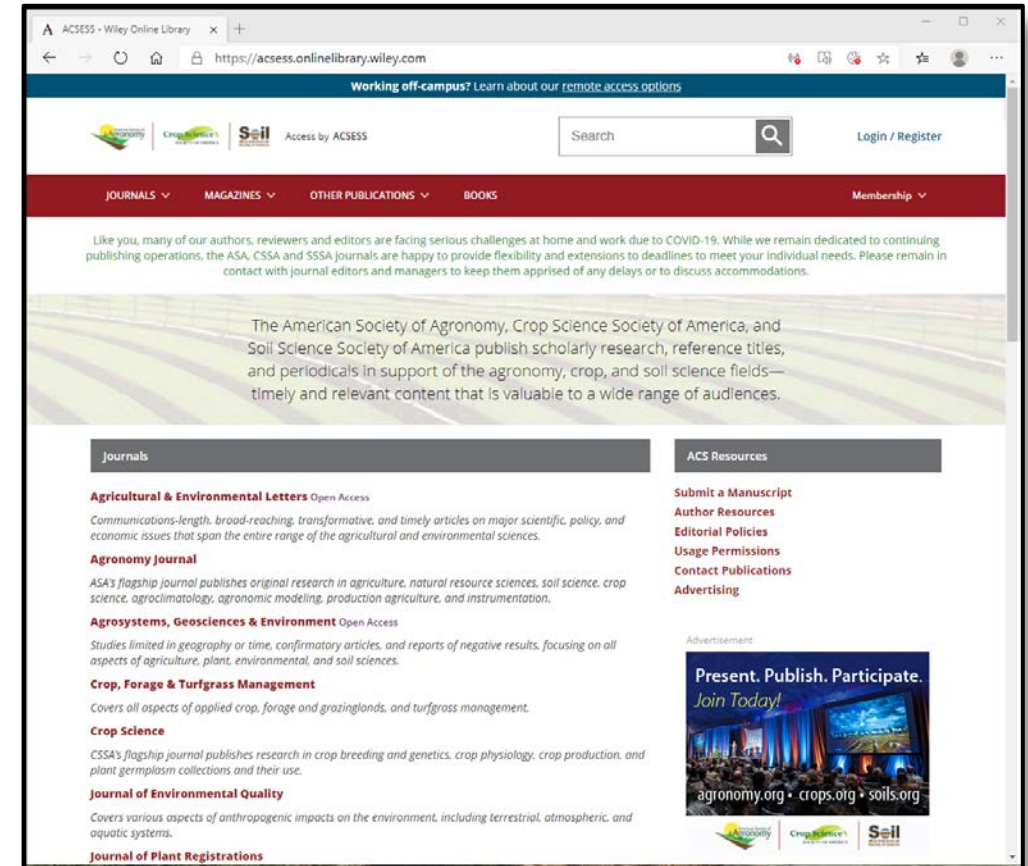 ACSESS - Wiley Online Library
https://acsess.onlinelibrary.wiley.com
Working off-campus? Learn about our remote access options
Agronomy
Crop Science
SOCIETY OF AMERICA
Soil
Access by ACSESS
Search
Login / Register
JOURNALS
MAGAZINES
OTHER PUBLICATIONS
BOOKS
Membership
Like you, many of our authors, reviewers and editors are facing serious challenges at home and work due to COVID-19. While we remain dedicated to continuing
publishing operations, the ASA, CSSA and SSSA journals are happy to provide flexibility and extensions to deadlines to meet your individual needs. Please remain in
contact with journal editors and managers to keep them apprised of any delays or to discuss accommodations.
The American Society of Agronomy, Crop Science Society of America, and
Soil Science Society of America publish scholarly research, reference titles,
and periodicals in support of the agronomy, crop, and soil science fields—
timely and relevant content that is valuable to a wide range of audiences.
Journals
Agricultural & Environmental Letters Open Access
Communications-length, broad-reaching, transformative, and timely articles on major scientific, policy, and
economic issues that span the entire range of the agricultural and environmental sciences.
Agronomy Journal
ASA's flagship journal publishes original research in agriculture, natural resource sciences, soil science, crop
science, agroclimatology, agronomic modeling, production agriculture, and instrumentation.
Agrosystems, Geosciences & Environment Open Access
Studies limited in geography or time, confirmatory articles, and reports of negative results, focusing on all
aspects of agriculture, plant, environmental, and soil sciences.
Crop, Forage & Turfgrass Management
Covers all aspects of applied crop, forage and grazinglands, and turfgrass management.
Crop Science
CSSA's flagship journal publishes research in crop breeding and genetics, crop physiology, crop production, and
plant germplasm collections and their use.
Journal of Environmental Quality
Covers various aspects of anthropogenic impacts on the environment, including terrestrial, atmospheric, and
aquatic systems.
Journal of Plant Registrations
ACS Resources
Submit a Manuscript
Author Resources
Editorial Policies
Usage Permissions
Contact Publications
Advertising
Advertisement
Present. Publish. Participate.
Join Today!
agronomy.org • crops.org • soils.org
Agronomy
Crop Science
SOCIETY OF AMERICA
Soil